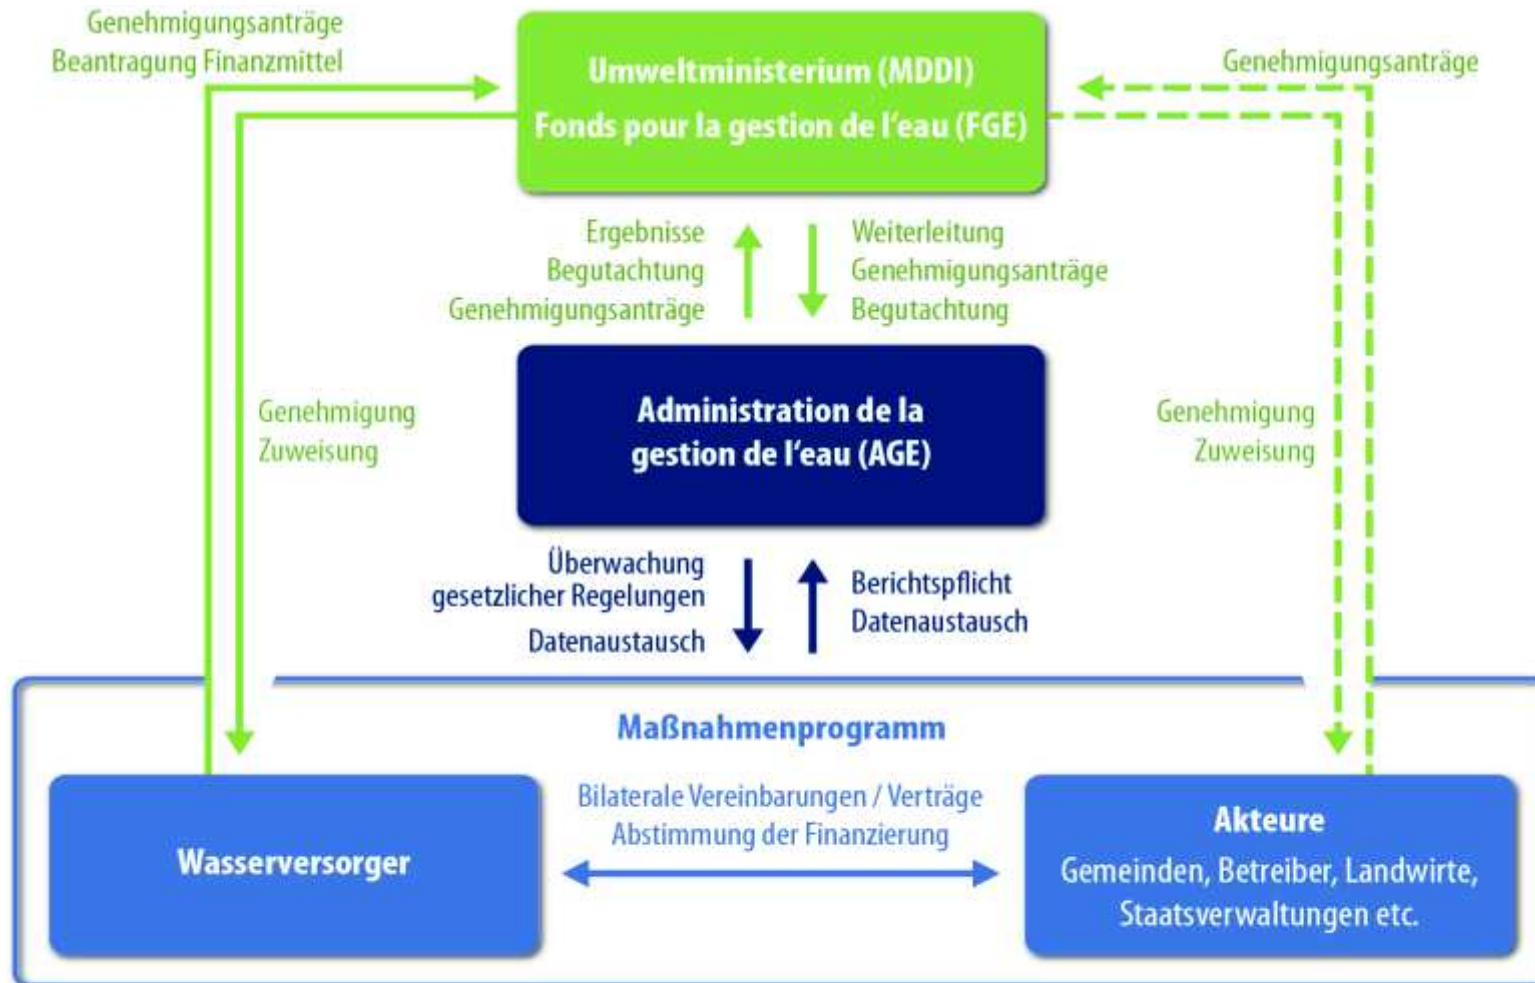 Genehmigungsanträge
Beantragung Finanzmittel
Umweltministerium (MDDI)
Fonds pour la gestion de l’eau (FGE)
Genehmigungsanträge
Ergebnisse
Begutachtung
Genehmigungsanträge
Weiterleitung
Genehmigungsanträge
Begutachtung
Genehmigung
Zuweisung
Administration de la
gestion de l’eau (AGE)
Genehmigung
Zuweisung
Überwachung
gesetzlicher Regelungen
Datenaustausch
Berichtspflicht
Datenaustausch
Maßnahmenprogramm
Wasserversorger
Bilaterale Vereinbarungen / Verträge
Abstimmung der Finanzierung
Akteure
Gemeinden, Betreiber, Landwirte,
Staatsverwaltungen etc.